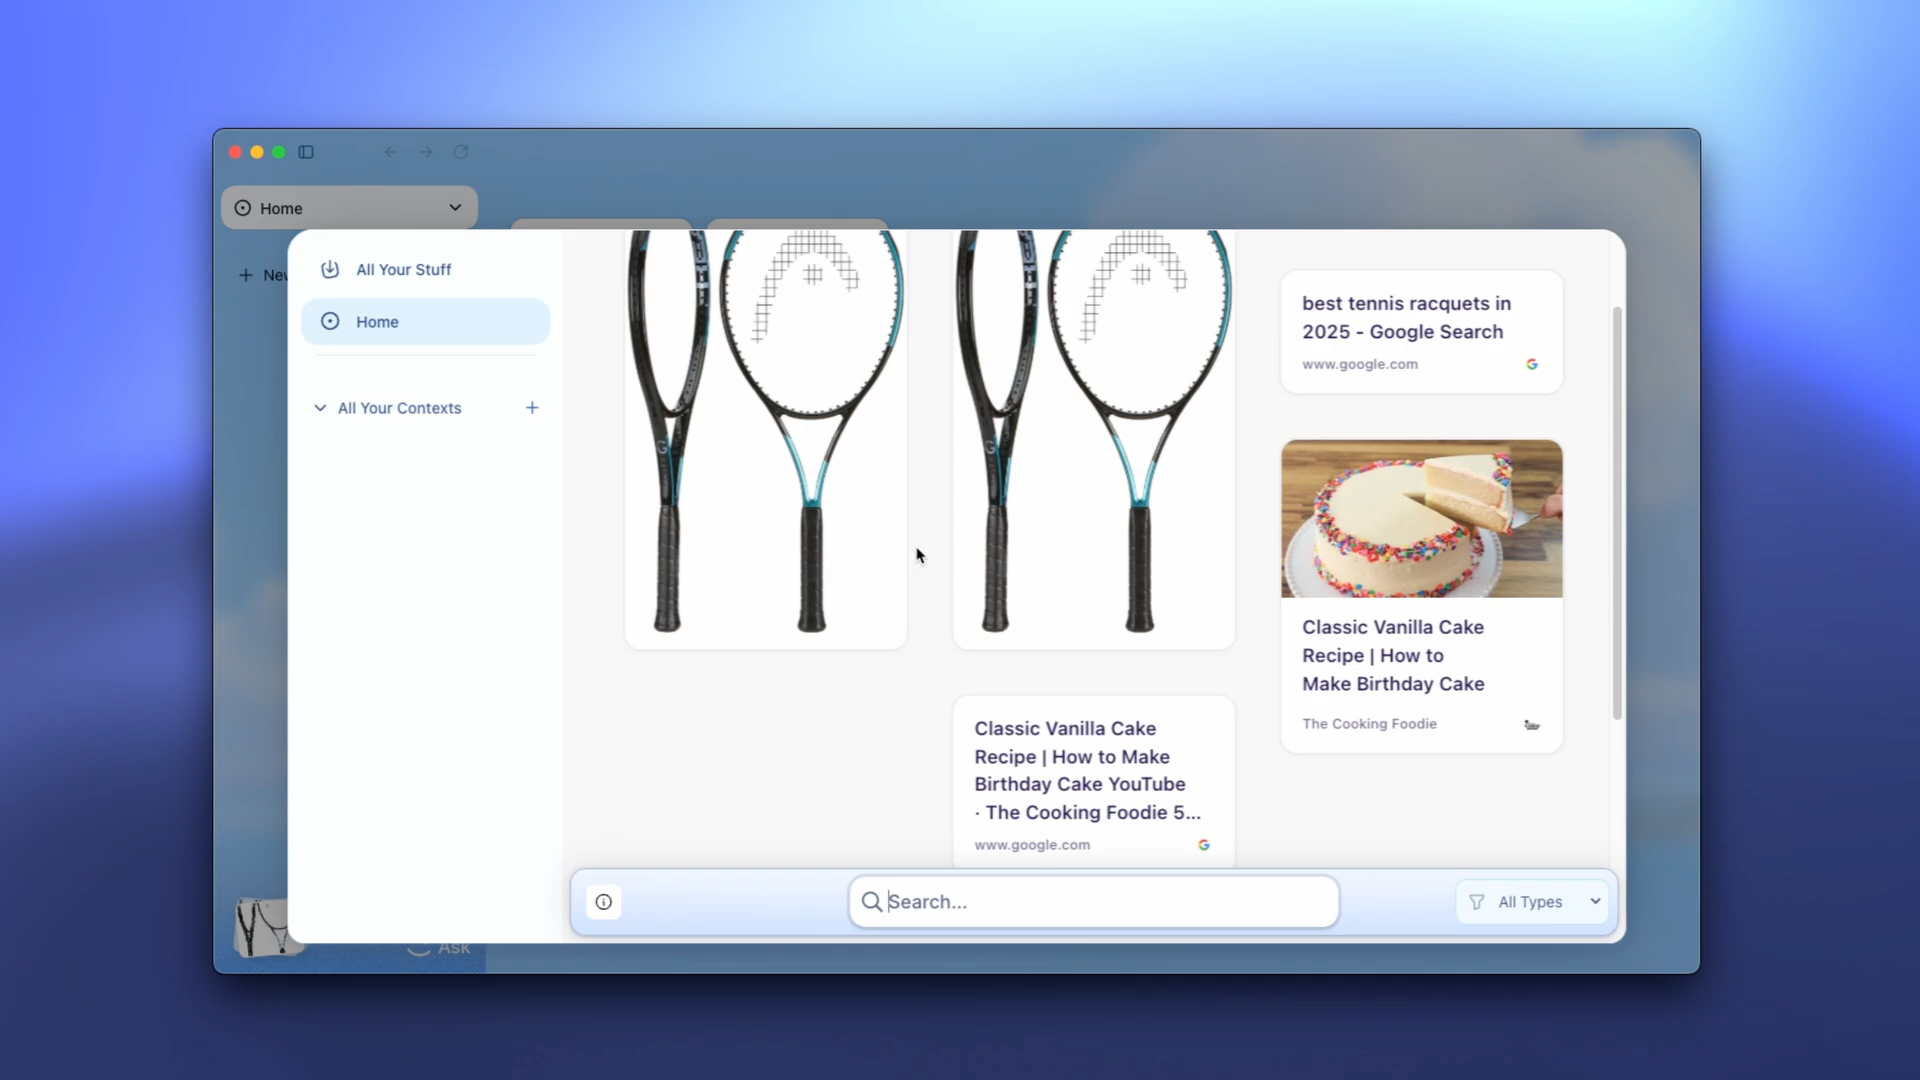 Home
New
All Your Stuff
Home
All Your Contexts
best tennis racquets in
2025 - Google Search
www.google.com
Classic Vanilla Cake
Recipe | How to
Make Birthday Cake
The Cooking Foodie
Classic Vanilla Cake
Recipe | How to Make
Birthday Cake YouTube
· The Cooking Foodie 5...
www.google.com
Search...
All Types
Ask